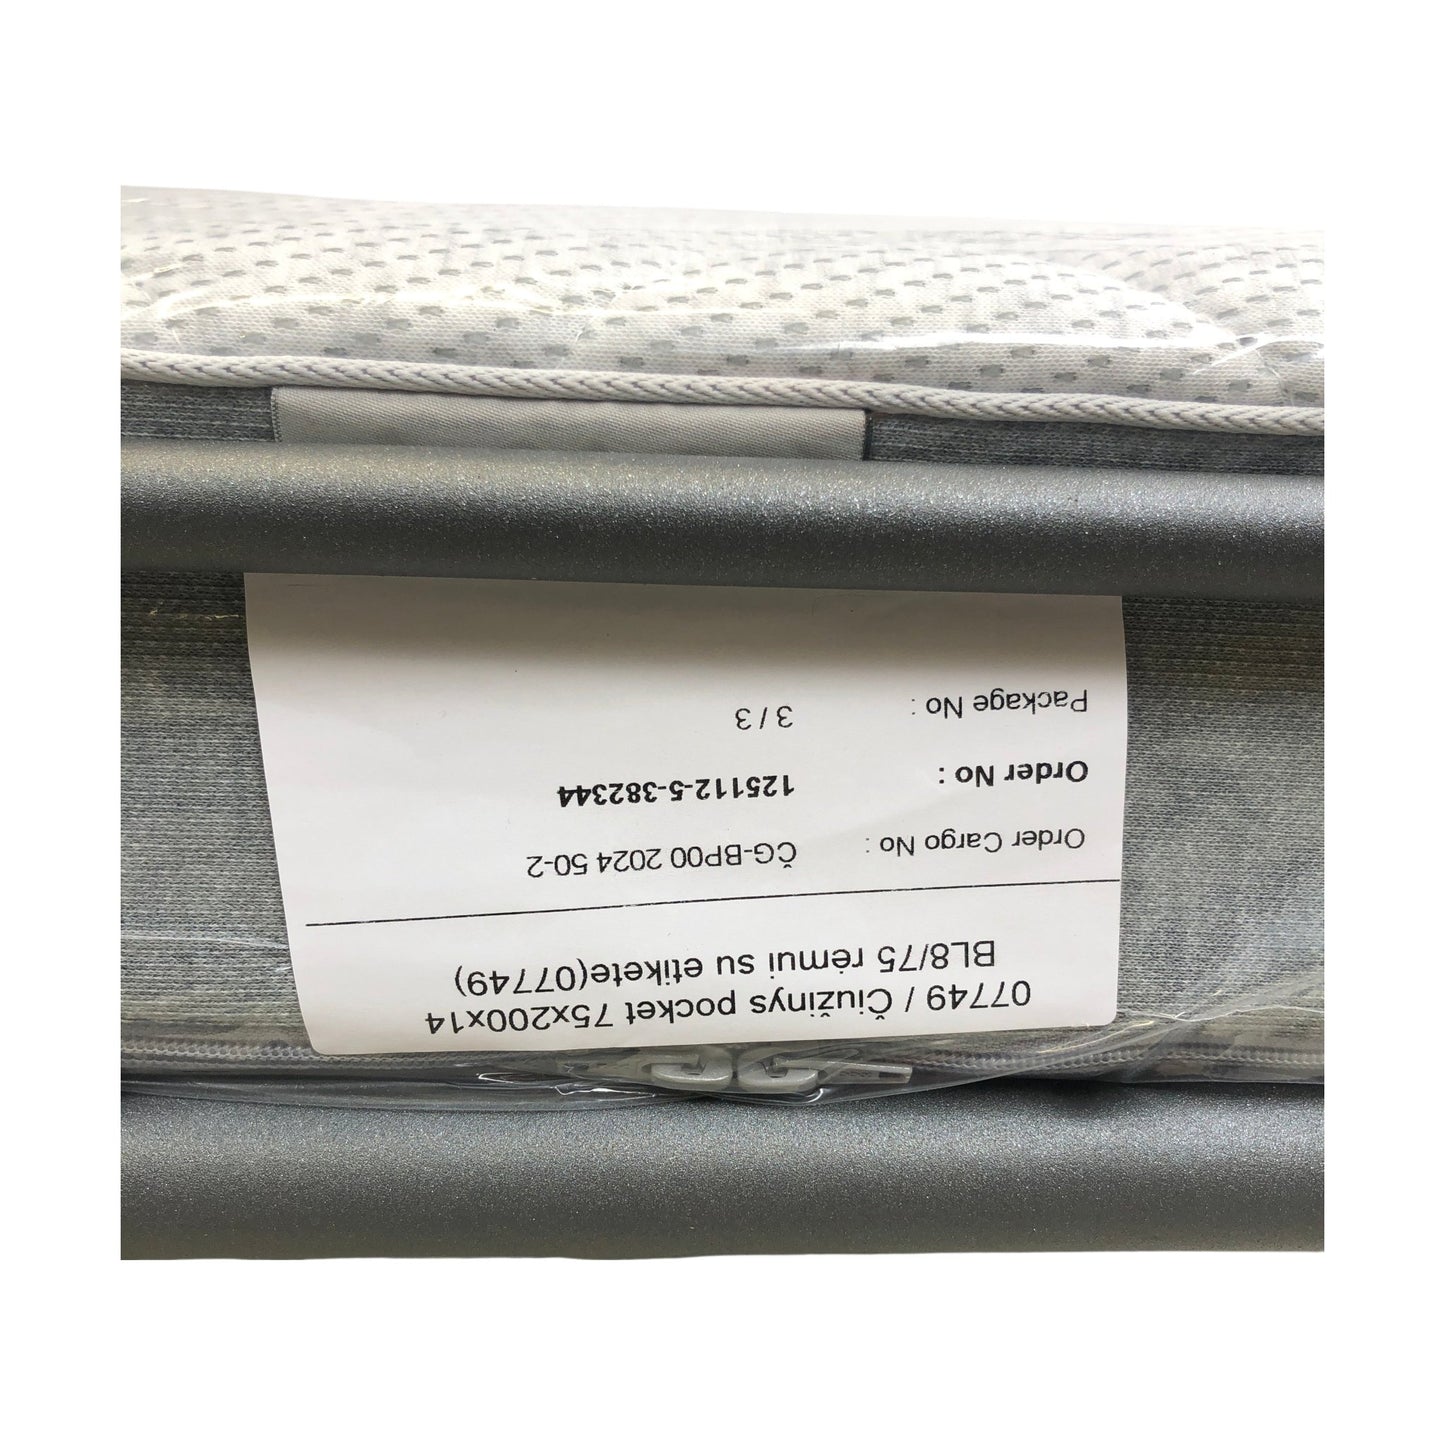 07749 / Čiužinys pocket 75x200x14
BL8/75 rėmui su etikete(07749)
Order Cargo No : ČG-BP00 2024 50-2
Order No : 125112-5-382344
Package No : 3 / 3